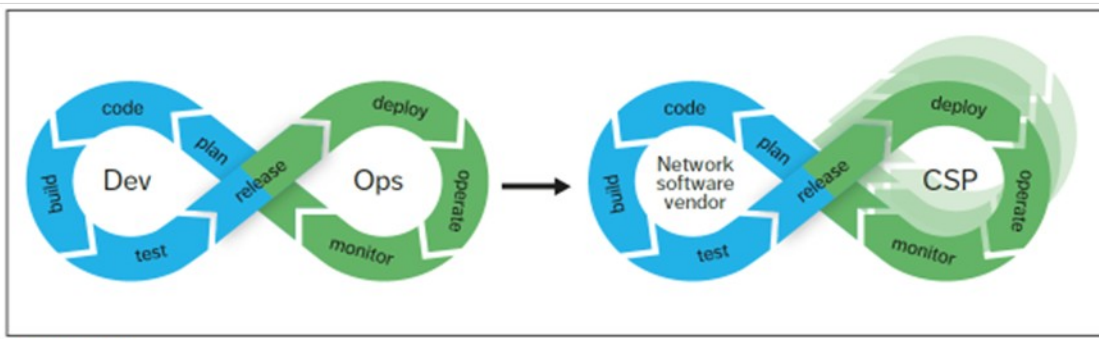 code
plan
build
Dev
release
test
deploy
Ops
operate
monitor
code
plan
build
Network
software
vendor
release
test
deploy
CSP
operate
monitor